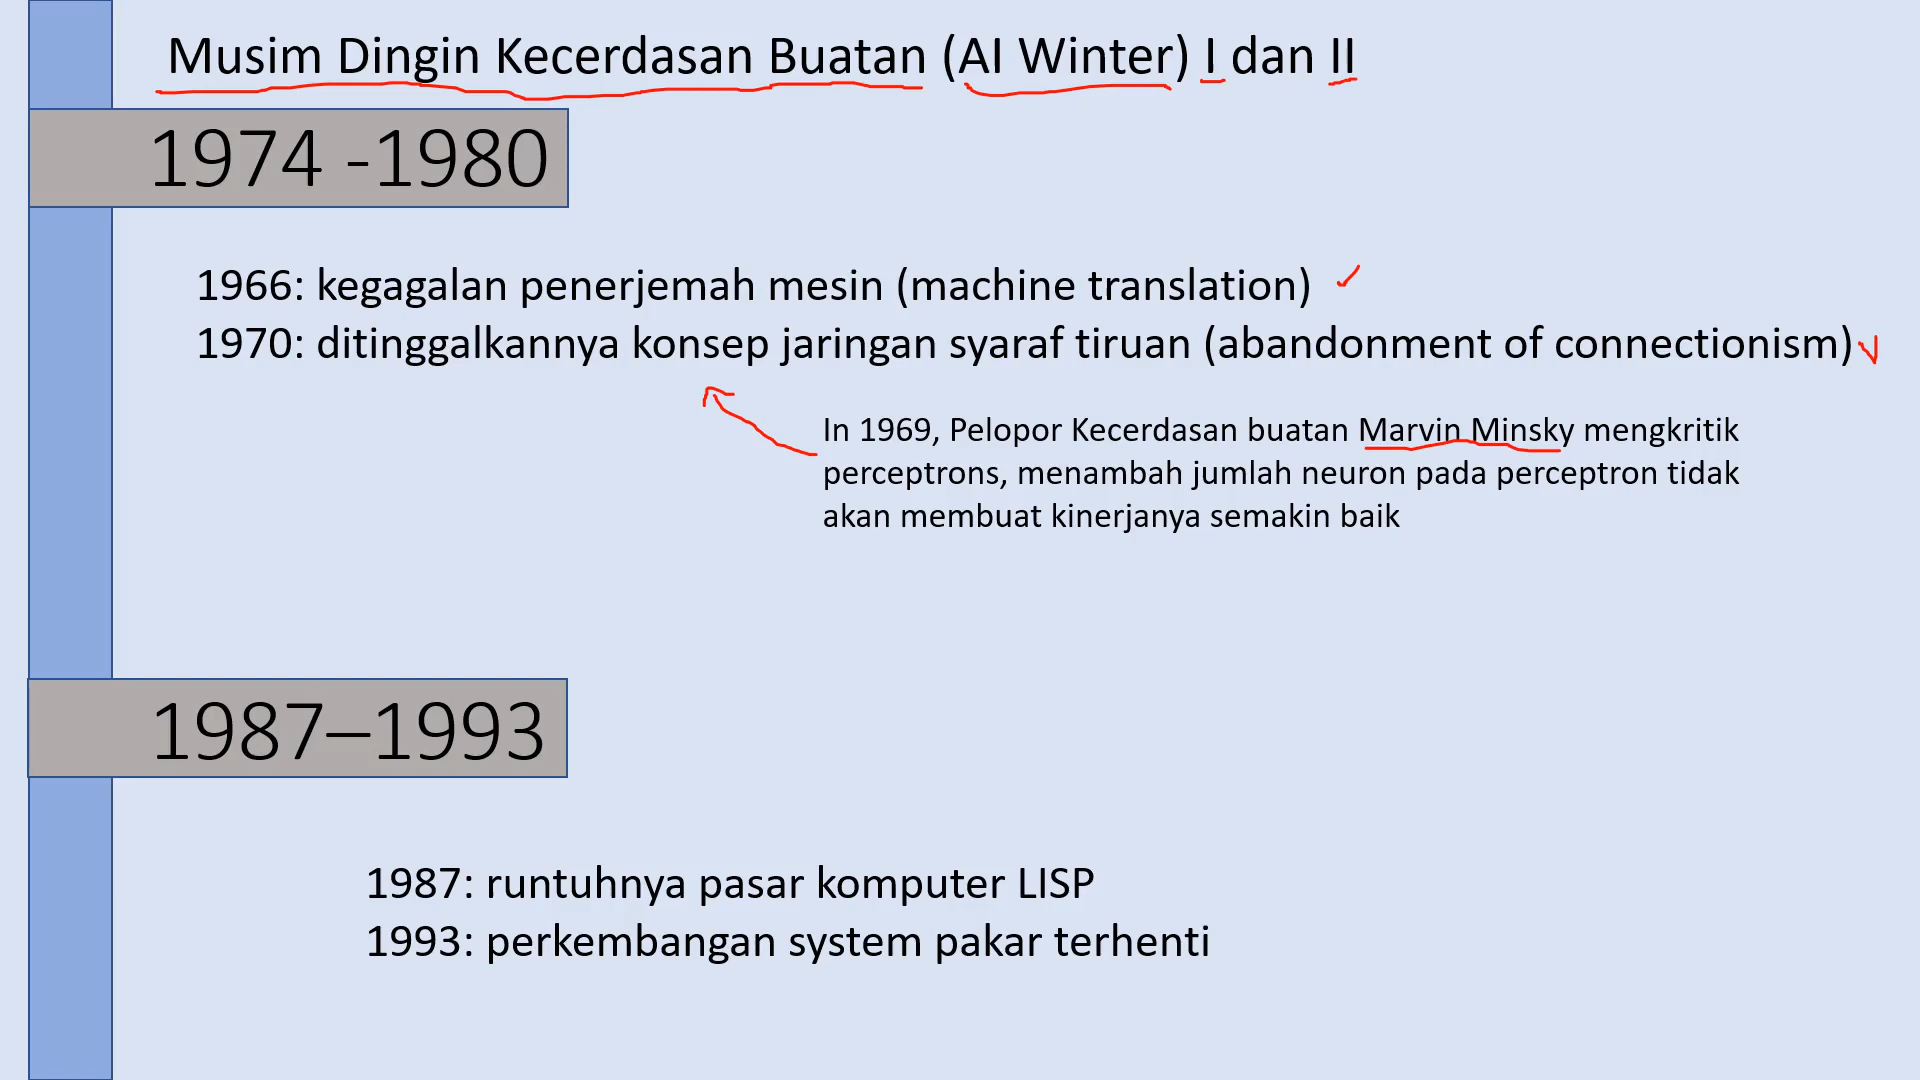 Musim Dingin Kecerdasan Buatan (AI Winter) I dan II
1974 -1980
1966: kegagalan penerjemah mesin (machine translation)
1970: ditinggalkannya konsep jaringan syaraf tiruan (abandonment of connectionism)
In 1969, Pelopor Kecerdasan buatan Marvin Minsky mengkritik
perceptrons, menambah jumlah neuron pada perceptron tidak
akan membuat kinerjanya semakin baik
1987–1993
1987: runtuhnya pasar komputer LISP
1993: perkembangan system pakar terhenti